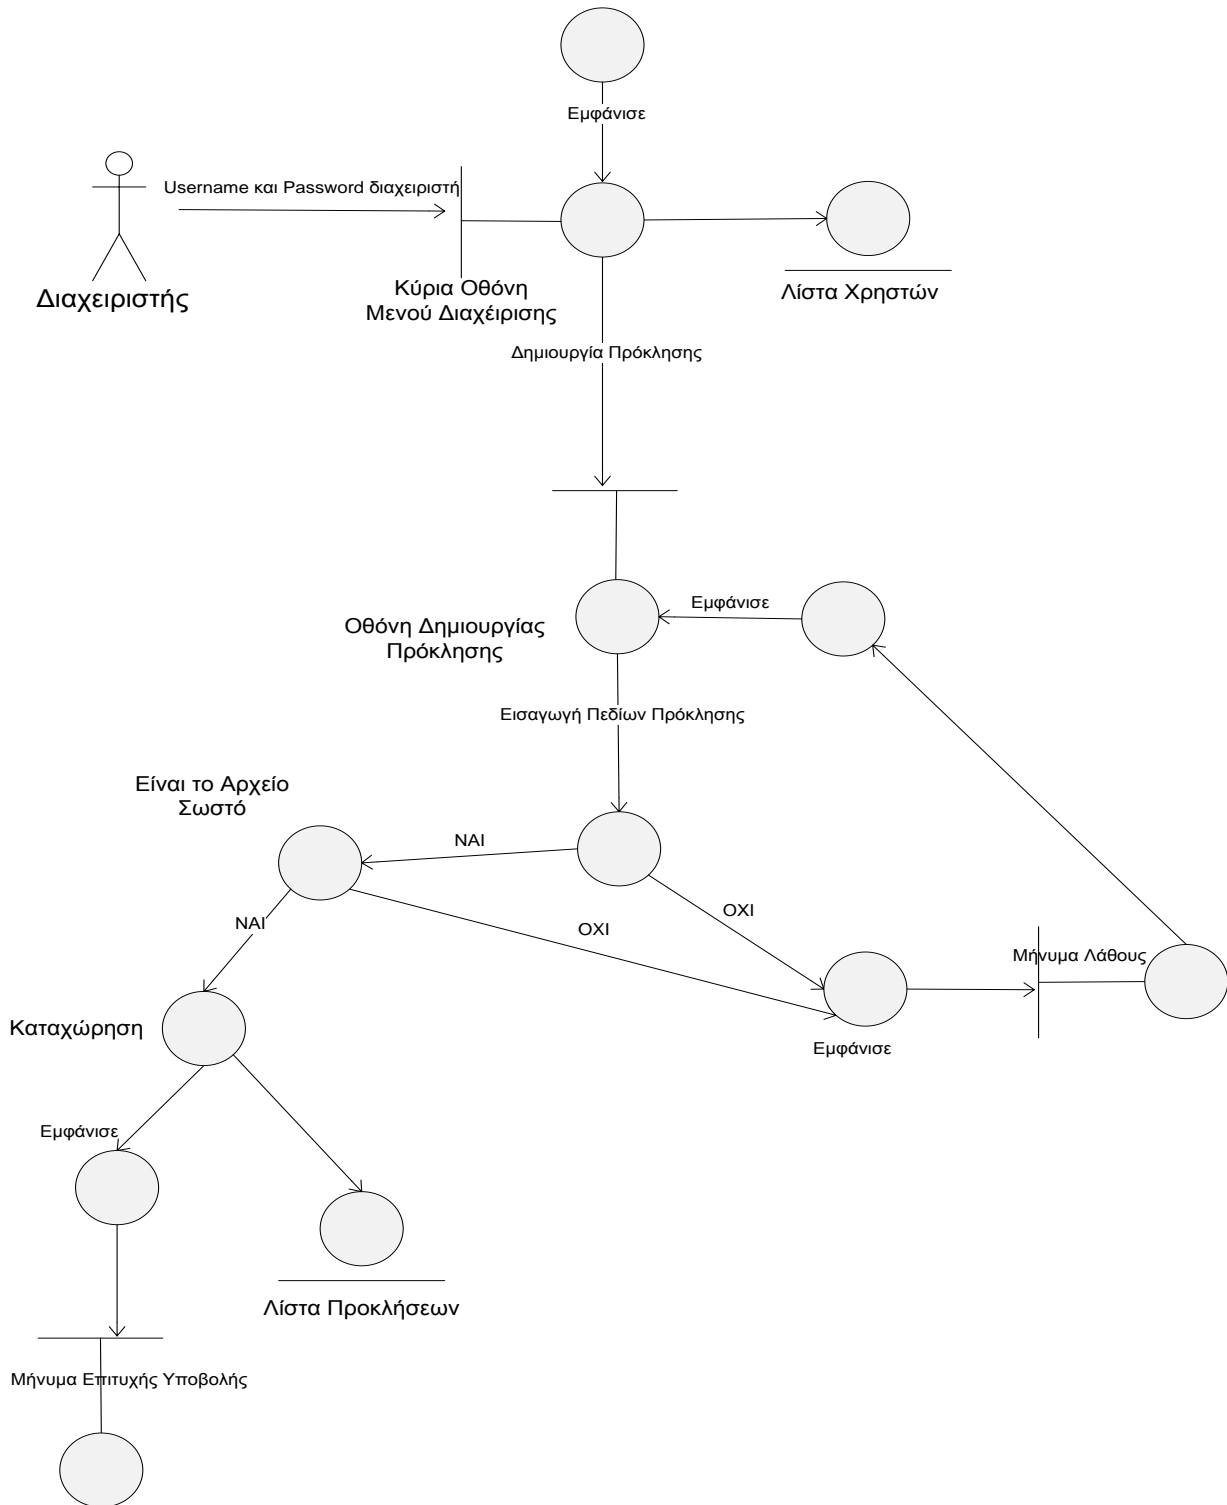 Εμφάνισε
Username και Password διαχειριστή
Διαχειριστής
Κύρια Οθόνη
Μενού Διαχέιρισης
Λίστα Χρηστών
Δημιουργία Πρόκλησης
Εμφάνισε
Οθόνη Δημιουργίας
Πρόκλησης
Εισαγωγή Πεδίων Πρόκλησης
Είναι το Αρχείο
Σωστό
ΝΑΙ
ΝΑΙ
ΟΧΙ
ΟΧΙ
Μήνυμα Λάθους
Καταχώρηση
Εμφάνισε
Εμφάνισε
Λίστα Προκλήσεων
Μήνυμα Επιτυχής Υποβολής